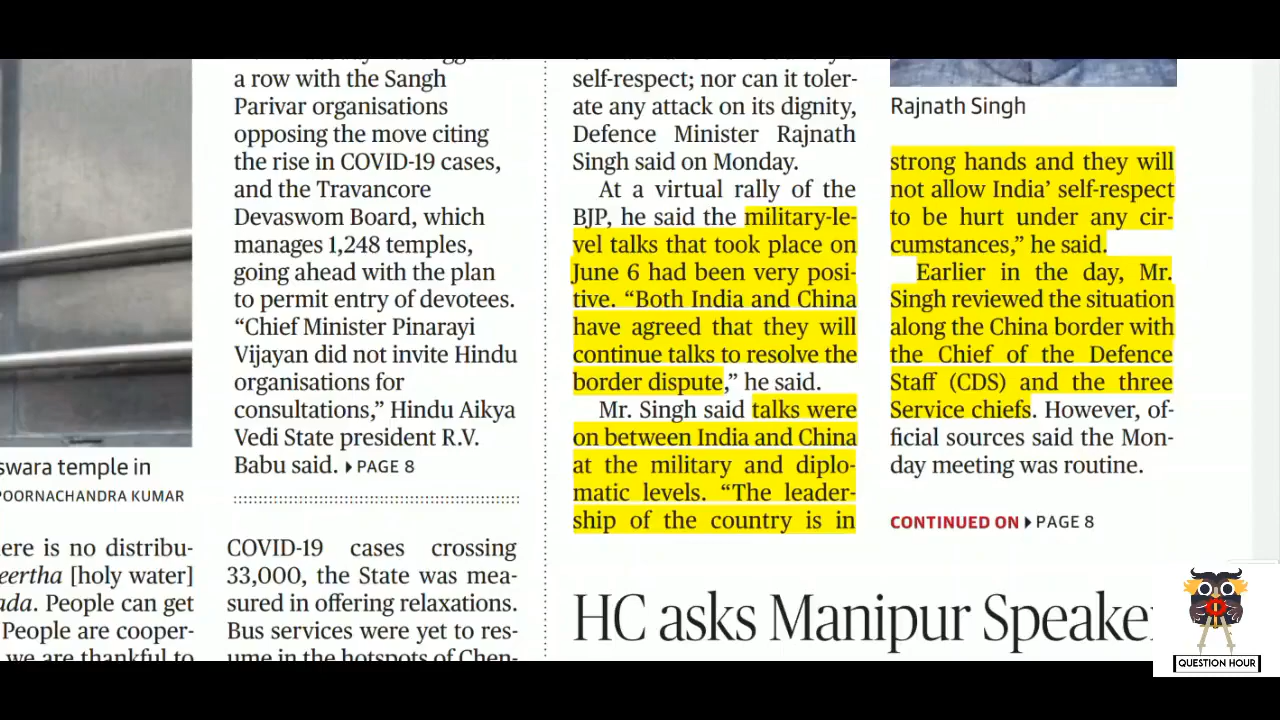 a row with the Sangh
Parivar organisations
opposing the move citing
the rise in COVID-19 cases,
and the Travancore
Devaswom Board, which
manages 1,248 temples,
going ahead with the plan
to permit entry of devotees.
“Chief Minister Pinarayi
Vijayan did not invite Hindu
organisations for
consultations,” Hindu Aikya
Vedi State president R.V.
Babu said. PAGE 8
swara temple in
POORNACHANDRA KUMAR
ere is no distribu-
eertha [holy water]
ada. People can get
People are cooper-
we are thankful to
COVID-19 cases crossing
33,000, the State was mea-
sured in offering relaxations.
Bus services were yet to res-
ume in the hotspots of Chen-
self-respect; nor can it toler-
ate any attack on its dignity,
Defence Minister Rajnath
Singh said on Monday.
At a virtual rally of the
BJP, he said the military-le-
vel talks that took place on
June 6 had been very posi-
tive. “Both India and China
have agreed that they will
continue talks to resolve the
border dispute,” he said.
Mr. Singh said talks were
on between India and China
at the military and diplo-
matic levels. “The leader-
ship of the country is in
Rajnath Singh
strong hands and they will
not allow India’ self-respect
to be hurt under any cir-
cumstances,” he said.
Earlier in the day, Mr.
Singh reviewed the situation
along the China border with
the Chief of the Defence
Staff (CDS) and the three
Service chiefs. However, of-
ficial sources said the Mon-
day meeting was routine.
CONTINUED ON PAGE 8
HC asks Manipur Speake
QUESTION HOUR